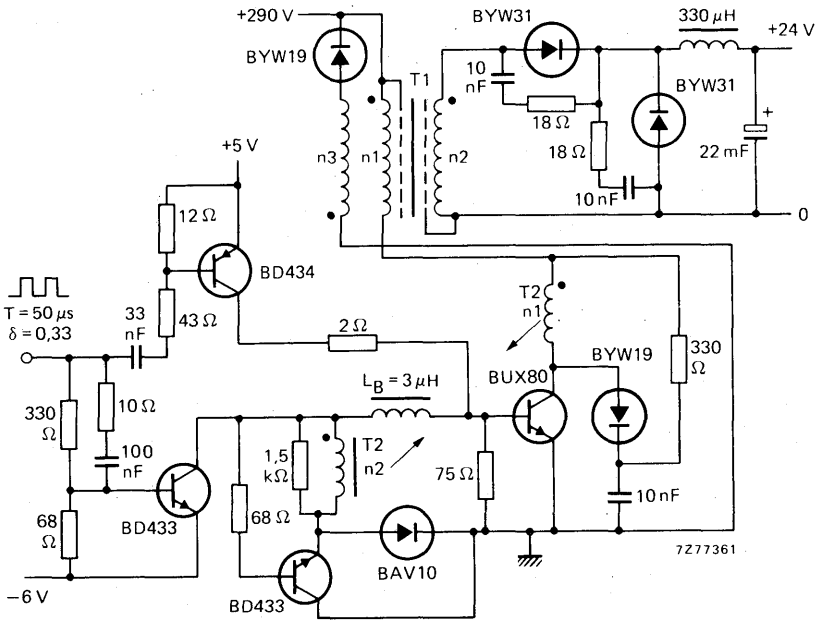 +290 V
BYW31
330 μH
+24 V
BYW19
T1
10
nF
BYW31
18 Ω
18 Ω
+
22 mF
n3
n1
n2
+5 V
10 nF
0
12 Ω
BD434
T = 50 μs
δ = 0,33
33
nF
43 Ω
2 Ω
T2
n1
BYW19
330
Ω
BUX80
L_B = 3 μH
330
Ω
10 Ω
100
nF
1,5
kΩ
T2
n2
75 Ω
10 nF
68
Ω
BD433
68 Ω
BAV10
7Z77361
−6 V
BD433